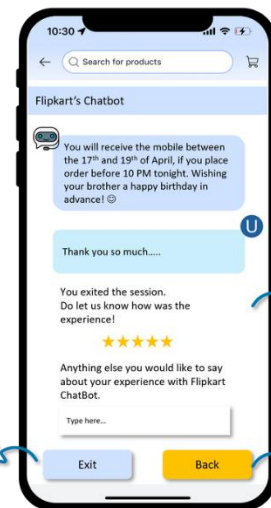 10:30
Search for products
Flipkart's Chatbot
You will receive the mobile between
the 17th and 19th of April, if you place
order before 10 PM tonight. Wishing
your brother a happy birthday in
advance! ☺
U
Thank you so much.....
You exited the session.
Do let us know how was the
experience!
Anything else you would like to say
about your experience with Flipkart
ChatBot.
Type here...
Exit
Back